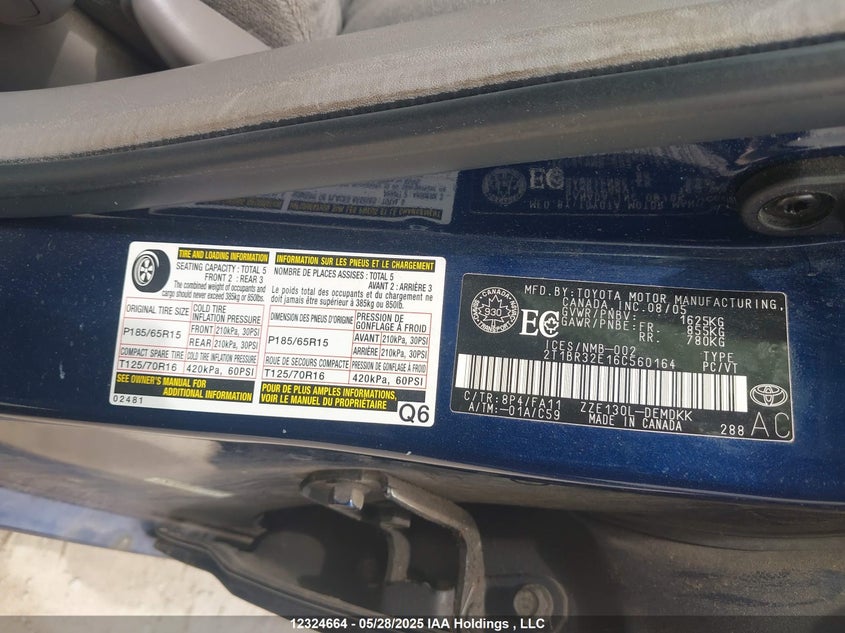 TIRE AND LOADING INFORMATION
SEATING CAPACITY : TOTAL 5
FRONT 2 : REAR 3
The combined weight of occupants and
cargo should never exceed 385kg or 850lbs.
ORIGINAL TIRE SIZE
COLD TIRE
INFLATION PRESSURE
P185/65R15
FRONT 210kPa, 30PSI
REAR 210kPa, 30PSI
COMPACT SPARE TIRE
COLD TIRE INFLATION PRESSURE
T125/70R16
420kPa, 60PSI
SEE OWNER'S MANUAL FOR
ADDITIONAL INFORMATION
02481
INFORMATION SUR LES PNEUS ET LE CHARGEMENT
NOMBRE DE PLACES ASSISES : TOTAL 5
AVANT 2 : ARRIÈRE 3
Le poids total des occupants et du chargement ne
doit jamais être supérieur à 385kg ou 850lb.
DIMENSION DES PNEUS D'ORIGINE
PRESSION DE
GONFLAGE À FROID
P185/65R15
AVANT 210kPa, 30PSI
ARRIÈRE 210kPa, 30PSI
ROUE DE SECOURS COMPACTE
PRESSION DE GONFLAGE À FROID
T125/70R16
420kPa, 60PSI
POUR DE PLUS AMPLES INFORMATIONS,
VOIR LE MANUEL DU PROPRIÉTAIRE
Q6
MFD.BY:TOYOTA MOTOR MANUFACTURING,
CANADA, INC. 08/05
GVWR/PNBV: 1625KG
GAWR/PNBE: FR. 855KG
RR. 780KG
CANADA
930
TRANSPORT
EC
ICES/NMB-002 TYPE
2T1BR32E16C560164 PC/VT
C/TR: 8P4/FA11 ZZE130L-DEMDKK
A/TM:-01A/C59 MADE IN CANADA
288 AC
TOYOTA
12324664 - 05/28/2025 IAA Holdings , LLC